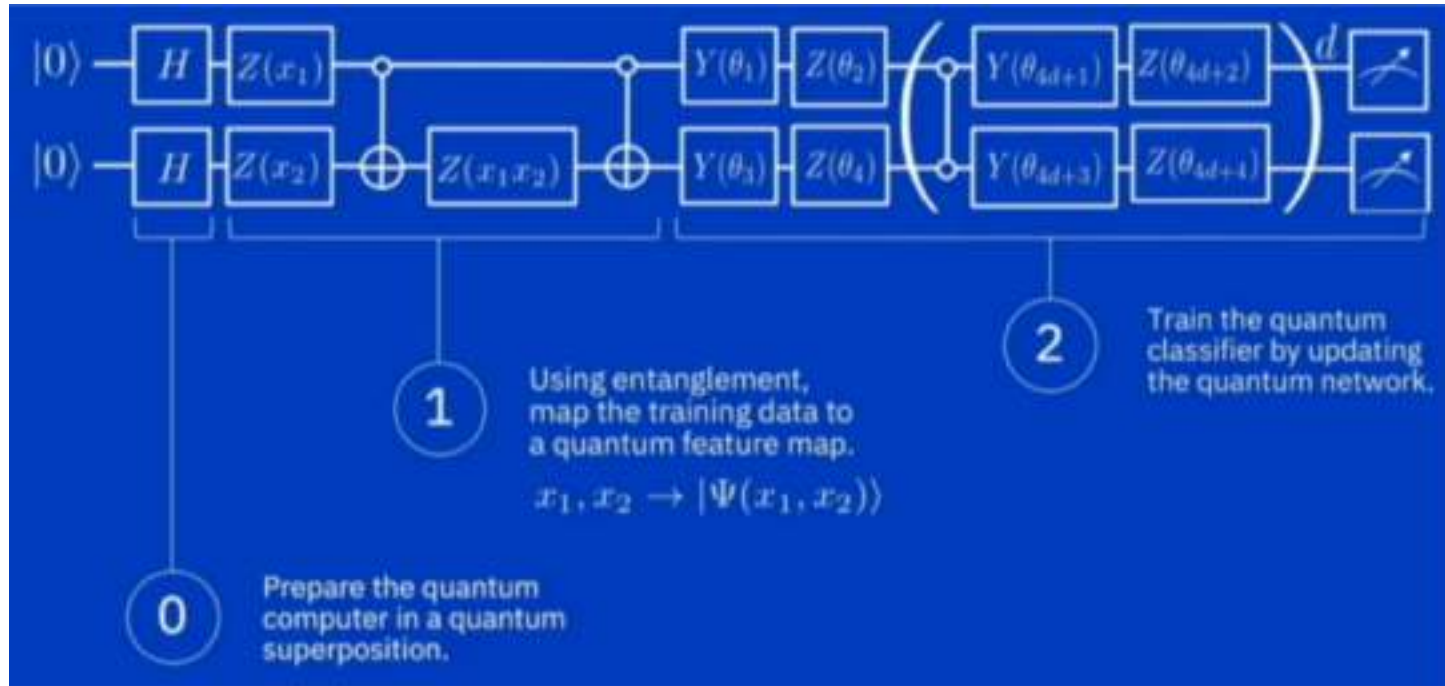 |0⟩ H Z(x₁) Y(θ₁) Z(θ₂) ( Y(θ₄d₊₁) Z(θ₄d₊₂) ) d
|0⟩ H Z(x₂) Z(x₁x₂) Y(θ₃) Z(θ₄) Y(θ₄d₊₃) Z(θ₄d₊₄)
2
Train the quantum
classifier by updating
the quantum network.
1
Using entanglement,
map the training data to
a quantum feature map.
x₁, x₂ → |Ψ(x₁, x₂)⟩
0
Prepare the quantum
computer in a quantum
superposition.